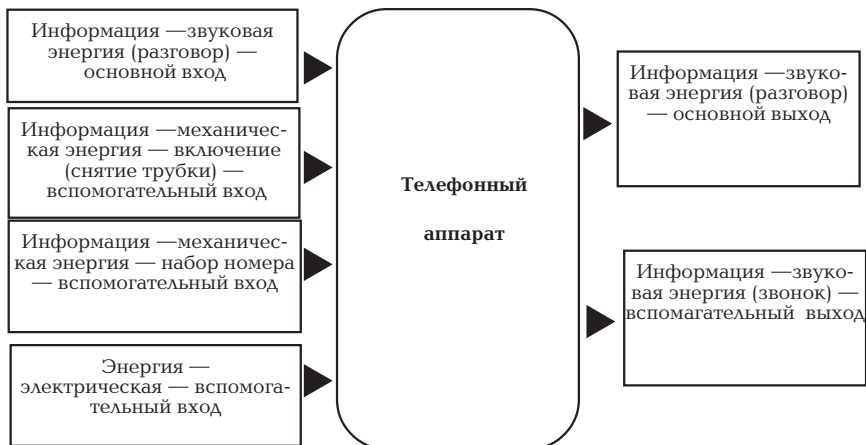 Информация —звуковая
энергия (разговор) —
основной вход
Информация —механичес-
кая энергия — включение
(снятие трубки) —
вспомогательный вход
Информация —механичес-
кая энергия — набор номера
— вспомогательный вход
Энергия —
электрическая — вспомога-
тельный вход
Телефонный
аппарат
Информация —звуко-
вая энергия (разговор)
— основной выход
Информация —звуко-
вая энергия (звонок) —
вспомагательный выход